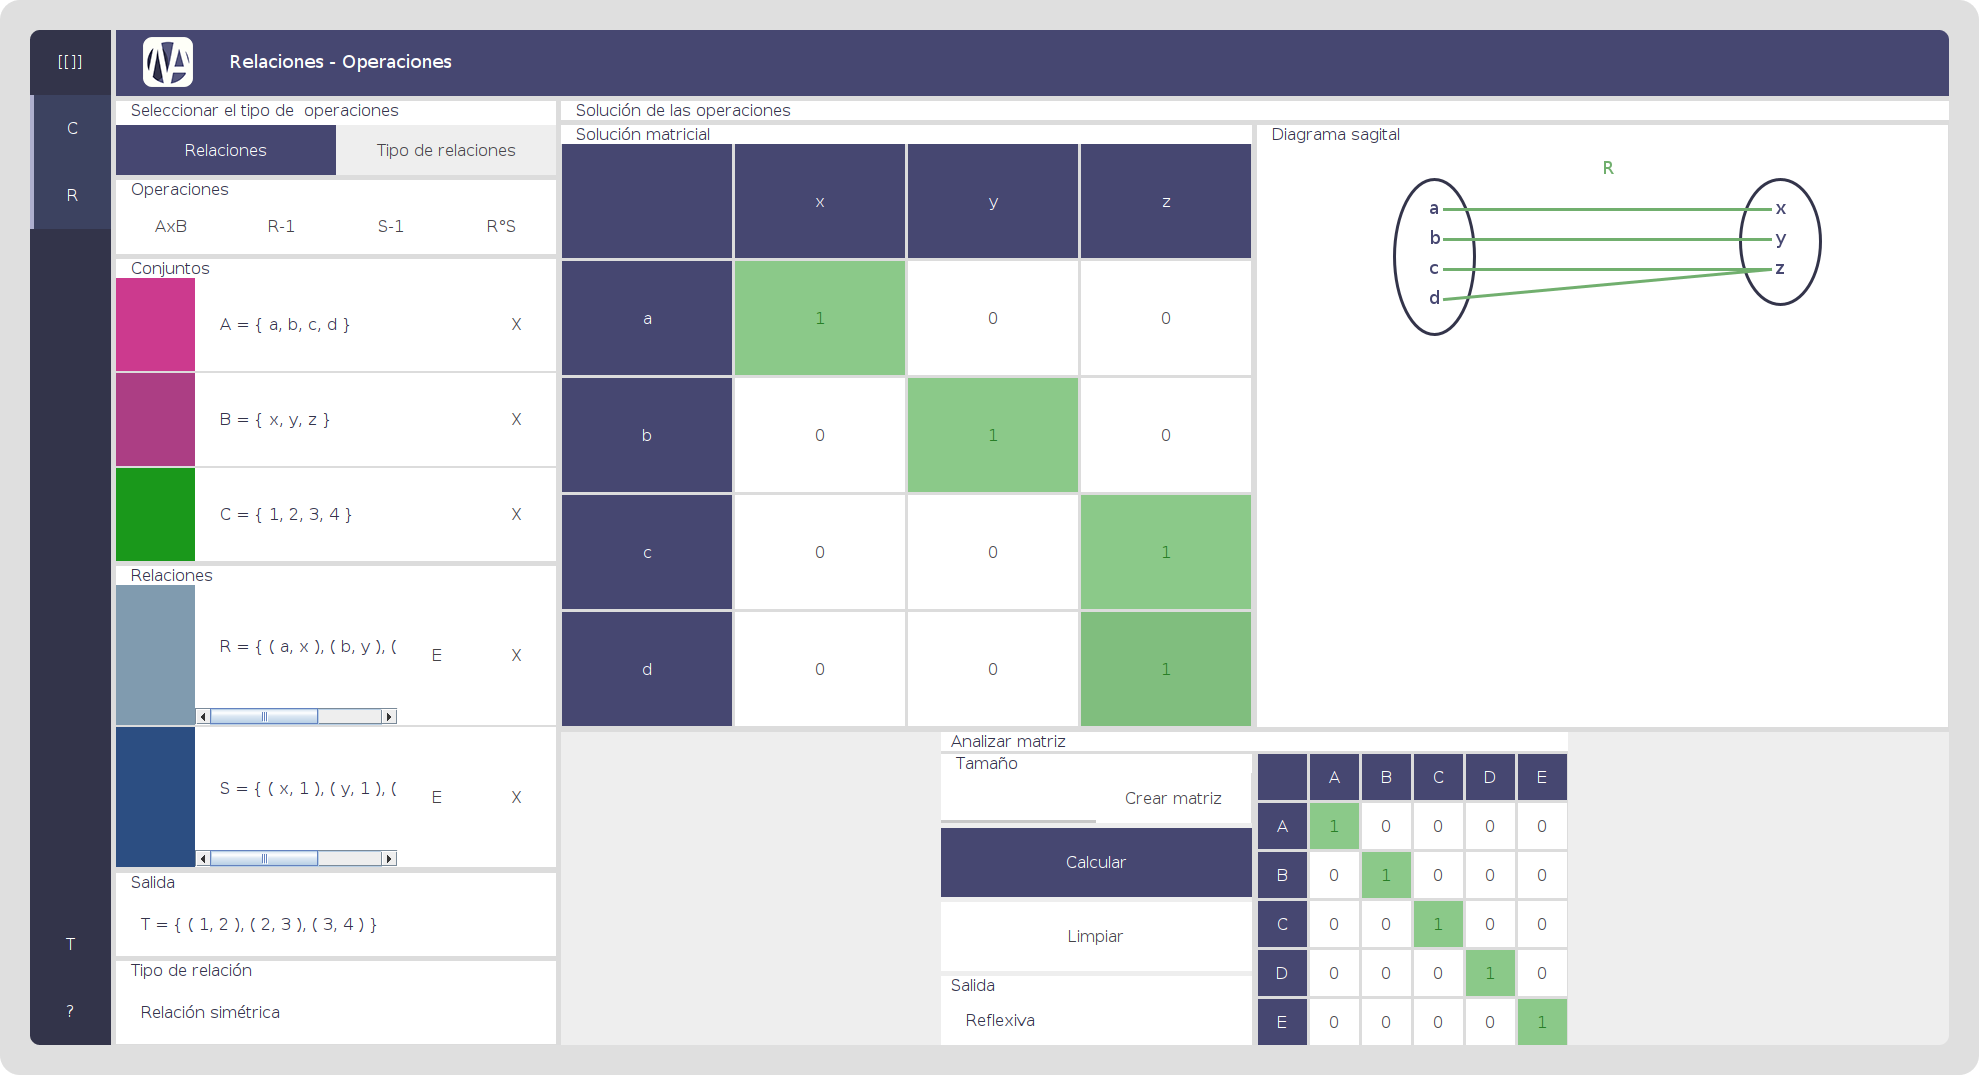 [[ ]]
Relaciones - Operaciones
C
R
T
?
Seleccionar el tipo de operaciones
Relaciones
Tipo de relaciones
Operaciones
AxB R-1 S-1 R°S
Conjuntos
A = { a, b, c, d } X
B = { x, y, z } X
C = { 1, 2, 3, 4 } X
Relaciones
R = { ( a, x ), ( b, y ), ( E X
S = { ( x, 1 ), ( y, 1 ), ( E X
Salida
T = { ( 1, 2 ), ( 2, 3 ), ( 3, 4 ) }
Tipo de relación
Relación simétrica
Solución de las operaciones
Solución matricial
x y z
a 1 0 0
b 0 1 0
c 0 0 1
d 0 0 1
Diagrama sagital
R
a x
b y
c z
d
Analizar matriz
Tamaño
Crear matriz
Calcular
Limpiar
Salida
Reflexiva
A B C D E
A 1 0 0 0 0
B 0 1 0 0 0
C 0 0 1 0 0
D 0 0 0 1 0
E 0 0 0 0 1